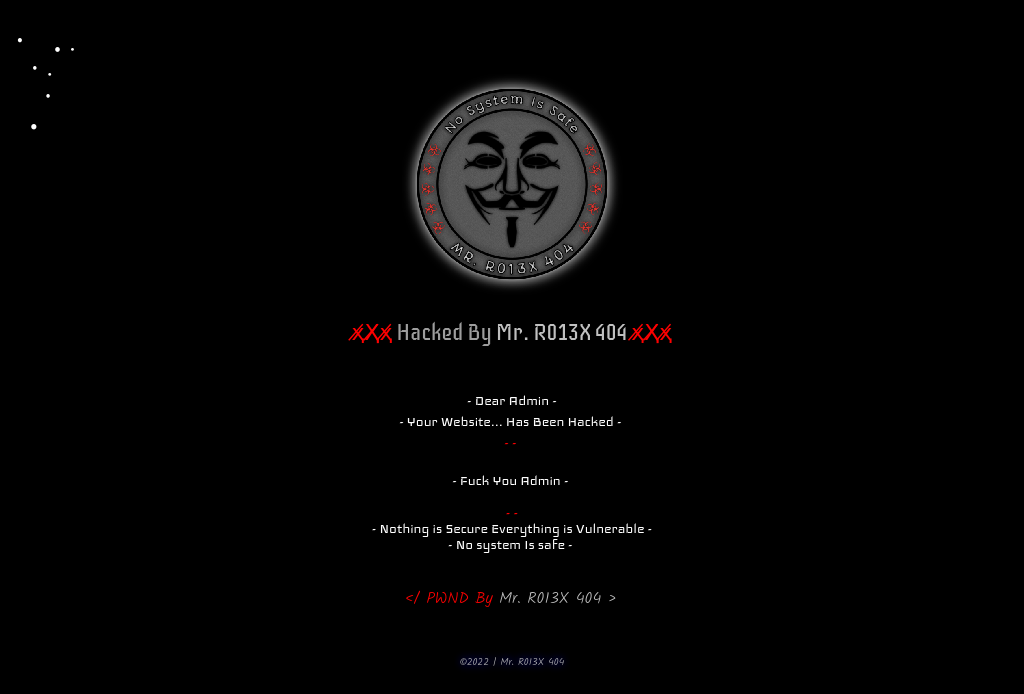 No System Is Safe
MR. R013X 404
xXx Hacked By Mr. R013X 404 xXx
- Dear Admin -
- Your Website... Has Been Hacked -
- -
- Fuck You Admin -
- -
- Nothing is Secure Everything is Vulnerable -
- No system Is safe -
</ PWND By Mr. R013X 404 >
©2022 | Mr. R013X 404